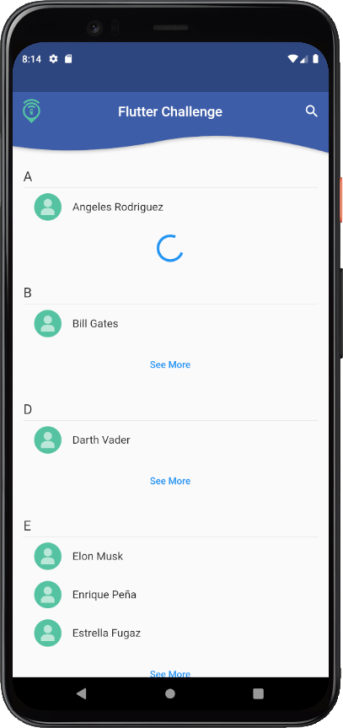 8:14
Flutter Challenge
A
Angeles Rodriguez
B
Bill Gates
See More
D
Darth Vader
See More
E
Elon Musk
Enrique Peña
Estrella Fugaz
See More